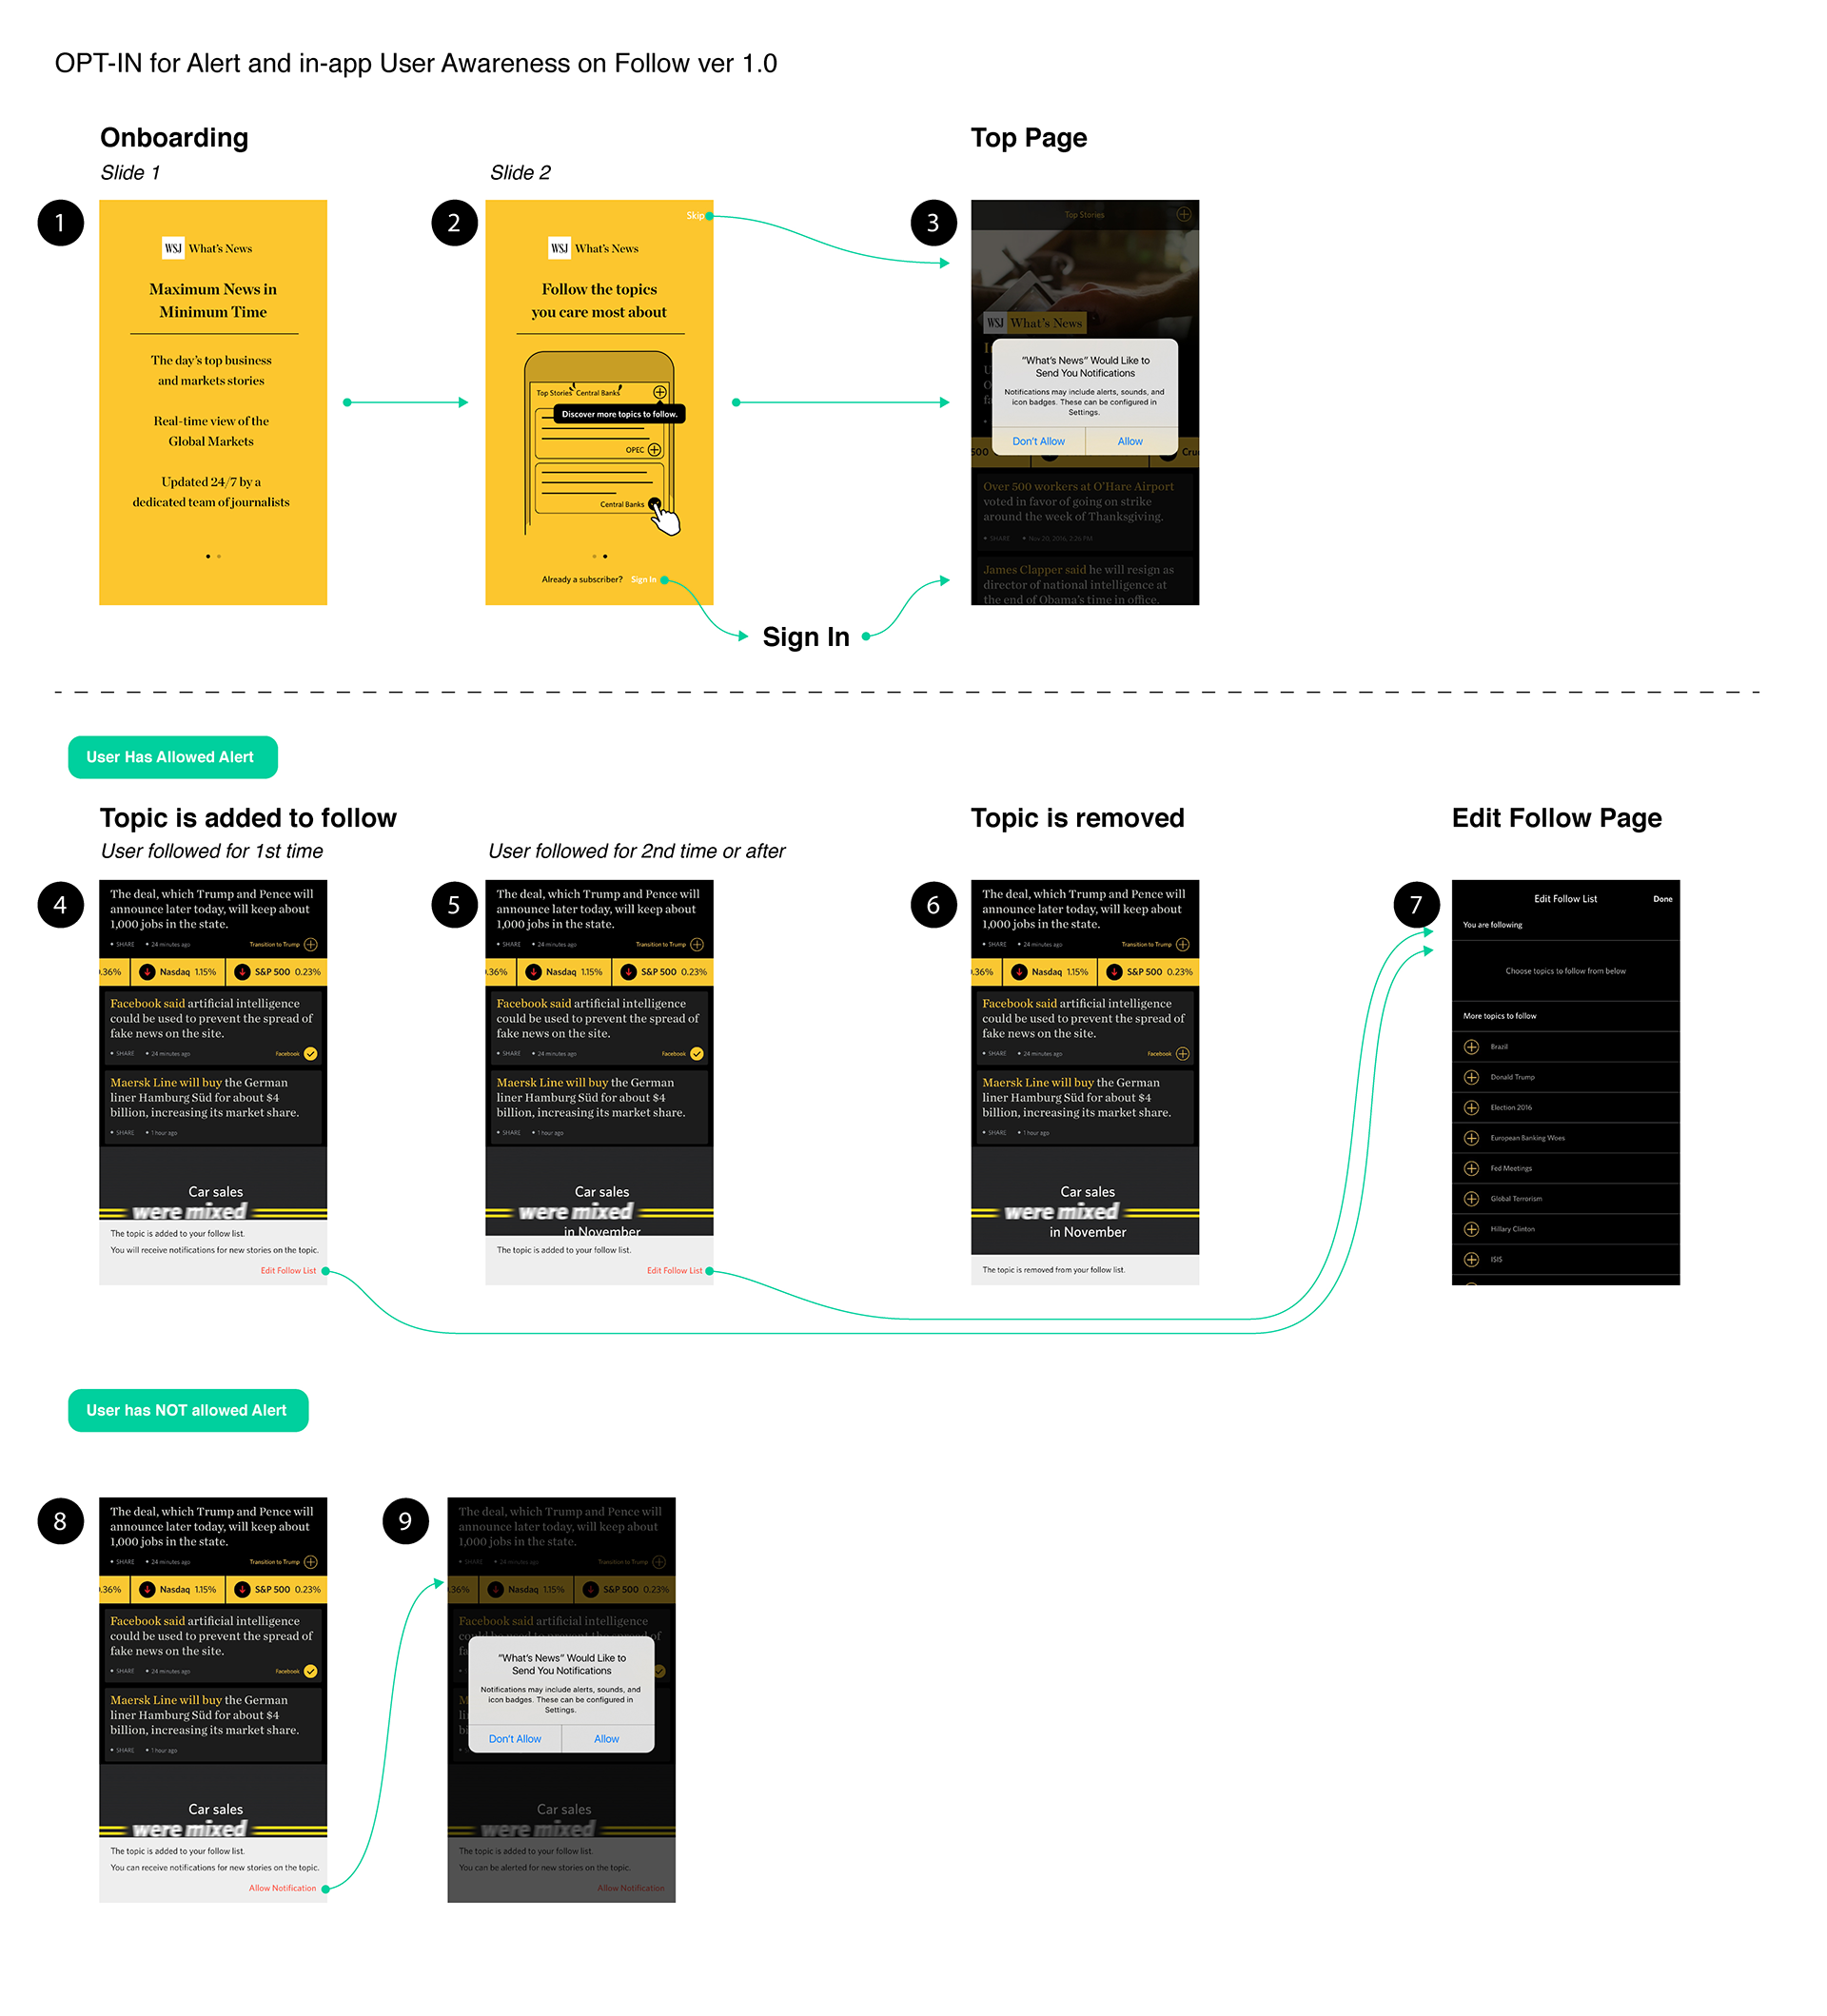 OPT-IN for Alert and in-app User Awareness on Follow ver 1.0
Onboarding
Slide 1
Slide 2
Top Page
1
WSJ What's News
Maximum News in
Minimum Time
The day's top business
and markets stories
Real-time view of the
Global Markets
Updated 24/7 by a
dedicated team of journalists
2
Skip
WSJ What's News
Follow the topics
you care most about
Top Stories Central Banks
Discover more topics to follow.
OPEC
Central Banks
Already a subscriber? Sign In
Sign In
3
Top Stories
WSJ What's News
"What's News" Would Like to
Send You Notifications
Notifications may include alerts, sounds, and
icon badges. These can be configured in
Settings.
Don't Allow Allow
500
Over 500 workers at O'Hare Airport
voted in favor of going on strike
around the week of Thanksgiving.
• SHARE • Nov 20, 2016, 2:26 PM
James Clapper said he will resign as
director of national intelligence at
the end of Obama's time in office.
User Has Allowed Alert
Topic is added to follow
User followed for 1st time
User followed for 2nd time or after
Topic is removed
Edit Follow Page
4
The deal, which Trump and Pence will
announce later today, will keep about
1,000 jobs in the state.
• SHARE • 24 minutes ago Transition to Trump
.36% Nasdaq 1.15% S&P 500 0.23%
Facebook said artificial intelligence
could be used to prevent the spread of
fake news on the site.
• SHARE • 24 minutes ago Facebook
Maersk Line will buy the German
liner Hamburg Süd for about $4
billion, increasing its market share.
• SHARE • 1 hour ago
Car sales
were mixed
The topic is added to your follow list.
You will receive notifications for new stories on the topic.
Edit Follow List
5
The deal, which Trump and Pence will
announce later today, will keep about
1,000 jobs in the state.
• SHARE • 24 minutes ago Transition to Trump
.36% Nasdaq 1.15% S&P 500 0.23%
Facebook said artificial intelligence
could be used to prevent the spread of
fake news on the site.
• SHARE • 24 minutes ago Facebook
Maersk Line will buy the German
liner Hamburg Süd for about $4
billion, increasing its market share.
• SHARE • 1 hour ago
Car sales
were mixed
in November
The topic is added to your follow list.
Edit Follow List
6
The deal, which Trump and Pence will
announce later today, will keep about
1,000 jobs in the state.
• SHARE • 24 minutes ago Transition to Trump
.36% Nasdaq 1.15% S&P 500 0.23%
Facebook said artificial intelligence
could be used to prevent the spread of
fake news on the site.
• SHARE • 24 minutes ago Facebook
Maersk Line will buy the German
liner Hamburg Süd for about $4
billion, increasing its market share.
• SHARE • 1 hour ago
Car sales
were mixed
in November
The topic is removed from your follow list.
7
Edit Follow List Done
You are following
Choose topics to follow from below
More topics to follow
Brazil
Donald Trump
Election 2016
European Banking Woes
Fed Meetings
Global Terrorism
Hillary Clinton
ISIS
User has NOT allowed Alert
8
The deal, which Trump and Pence will
announce later today, will keep about
1,000 jobs in the state.
• SHARE • 24 minutes ago Transition to Trump
.36% Nasdaq 1.15% S&P 500 0.23%
Facebook said artificial intelligence
could be used to prevent the spread of
fake news on the site.
• SHARE • 24 minutes ago Facebook
Maersk Line will buy the German
liner Hamburg Süd for about $4
billion, increasing its market share.
• SHARE • 1 hour ago
Car sales
were mixed
The topic is added to your follow list.
You can receive notifications for new stories on the topic.
Allow Notification
9
The deal, which Trump and Pence will
announce later today, will keep about
1,000 jobs in the state.
• SHARE • 24 minutes ago Transition to Trump
.36% Nasdaq 1.15% S&P 500 0.23%
Facebook said artificial intelligence
could be used to prevent the spread of
"What's News" Would Like to
Send You Notifications
Notifications may include alerts, sounds, and
icon badges. These can be configured in
Settings.
Don't Allow Allow
Car sales
were mixed
The topic is added to your follow list.
You can be alerted for new stories on the topic.
Allow Notification